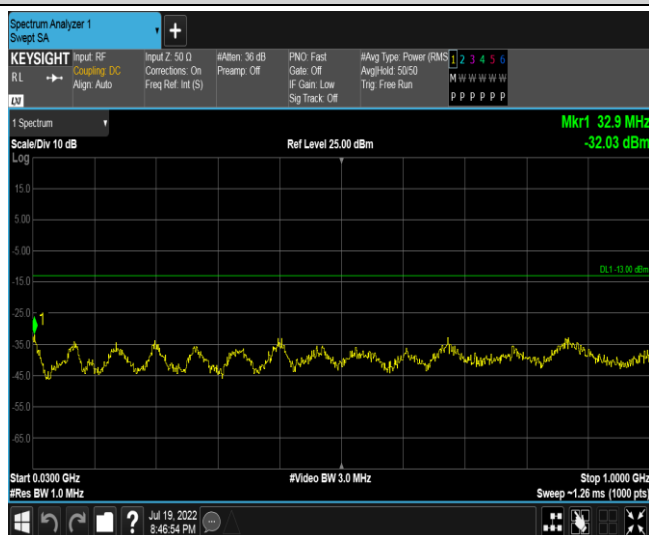 Spectrum Analyzer 1
Swept SA
+
KEYSIGHT
RL
LXI
Input: RF
Coupling: DC
Align: Auto
Input Z: 50 Ω
Corrections: On
Freq Ref: Int (S)
#Atten: 36 dB
Preamp: Off
PNO: Fast
Gate: Off
IF Gain: Low
Sig Track: Off
#Avg Type: Power (RMS
Avg|Hold: 50/50
Trig: Free Run
1 2 3 4 5 6
M W W W W W
P P P P P P
1 Spectrum
Scale/Div 10 dB
Ref Level 25.00 dBm
Mkr1 32.9 MHz
-32.03 dBm
Log
15.0
5.00
-5.00
DL1 -13.00 dBm
-15.0
-25.0
1
-35.0
-45.0
-55.0
-65.0
Start 0.0300 GHz
#Video BW 3.0 MHz
Stop 1.0000 GHz
#Res BW 1.0 MHz
Sweep ~1.26 ms (1000 pts)
?
Jul 19, 2022
8:46:54 PM